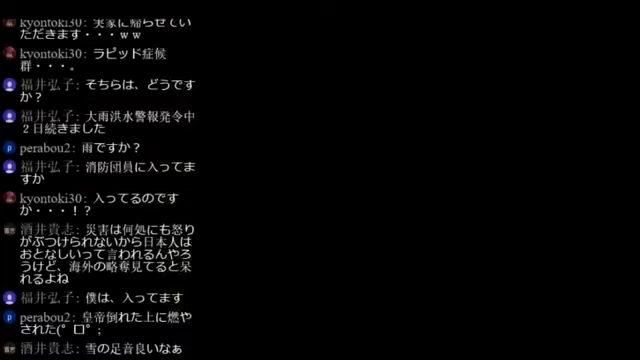 kyontoki30: 実家に帰らせてい
ただきます・・・ｗｗ
kyontoki30: ラピッド症候
群・・・。
福井弘子: そちらは、どうです
か？
福井弘子: 大雨洪水警報発令中
２日続きました
perabou2: 雨ですか？
福井弘子: 消防団員に入ってま
すか
kyontoki30: 入ってるのです
か・・・！？
酒井貴志: 災害は何処にも怒り
がぶつけられないから日本人は
おとなしいって言われるんやろ
うけど、海外の略奪見てると呆
れるよね
福井弘子: 僕は、入ってます
perabou2: 皇帝倒れた上に燃や
された(ﾟロﾟ;
酒井貴志: 雪の足音良いなぁ